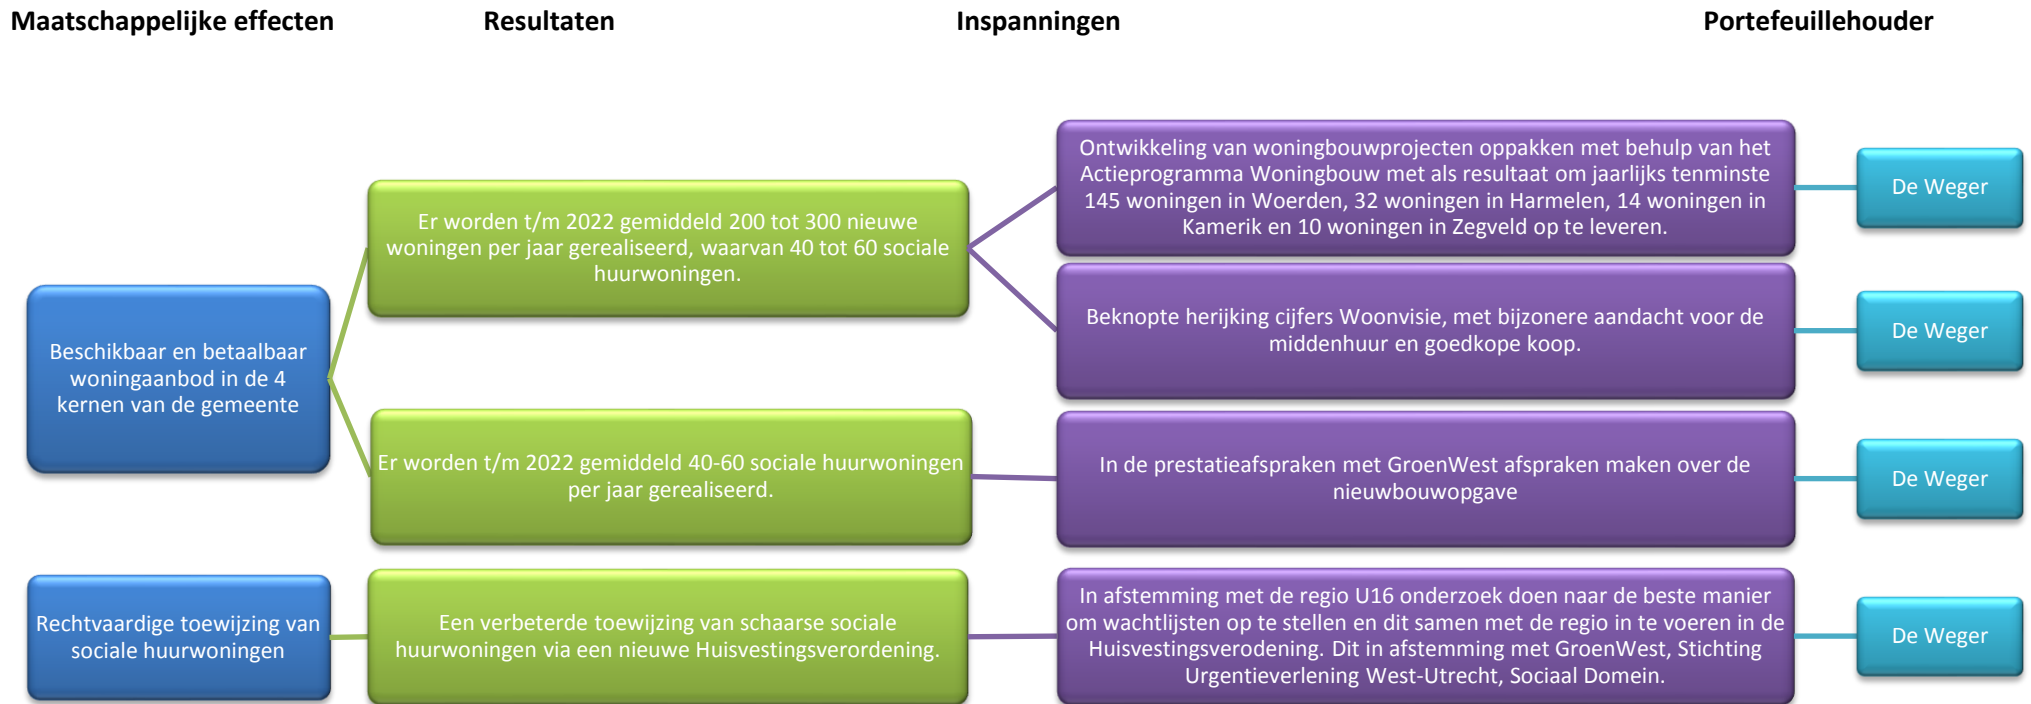 Maatschappelijke effecten Resultaten Inspanningen Portefeuillehouder
Beschikbaar en betaalbaar
woningaanbod in de 4
kernen van de gemeente
Er worden t/m 2022 gemiddeld 200 tot 300 nieuwe
woningen per jaar gerealiseerd, waarvan 40 tot 60 sociale
huurwoningen.
Ontwikkeling van woningbouwprojecten oppakken met behulp van het
Actieprogramma Woningbouw met als resultaat om jaarlijks tenminste
145 woningen in Woerden, 32 woningen in Harmelen, 14 woningen in
Kamerik en 10 woningen in Zegveld op te leveren.
De Weger
Beknopte herijking cijfers Woonvisie, met bijzonere aandacht voor de
middenhuur en goedkope koop.
De Weger
Er worden t/m 2022 gemiddeld 40-60 sociale huurwoningen
per jaar gerealiseerd.
In de prestatieafspraken met GroenWest afspraken maken over de
nieuwbouwopgave
De Weger
Rechtvaardige toewijzing van
sociale huurwoningen
Een verbeterde toewijzing van schaarse sociale
huurwoningen via een nieuwe Huisvestingsverordening.
In afstemming met de regio U16 onderzoek doen naar de beste manier
om wachtlijsten op te stellen en dit samen met de regio in te voeren in de
Huisvestingsverodening. Dit in afstemming met GroenWest, Stichting
Urgentieverlening West-Utrecht, Sociaal Domein.
De Weger